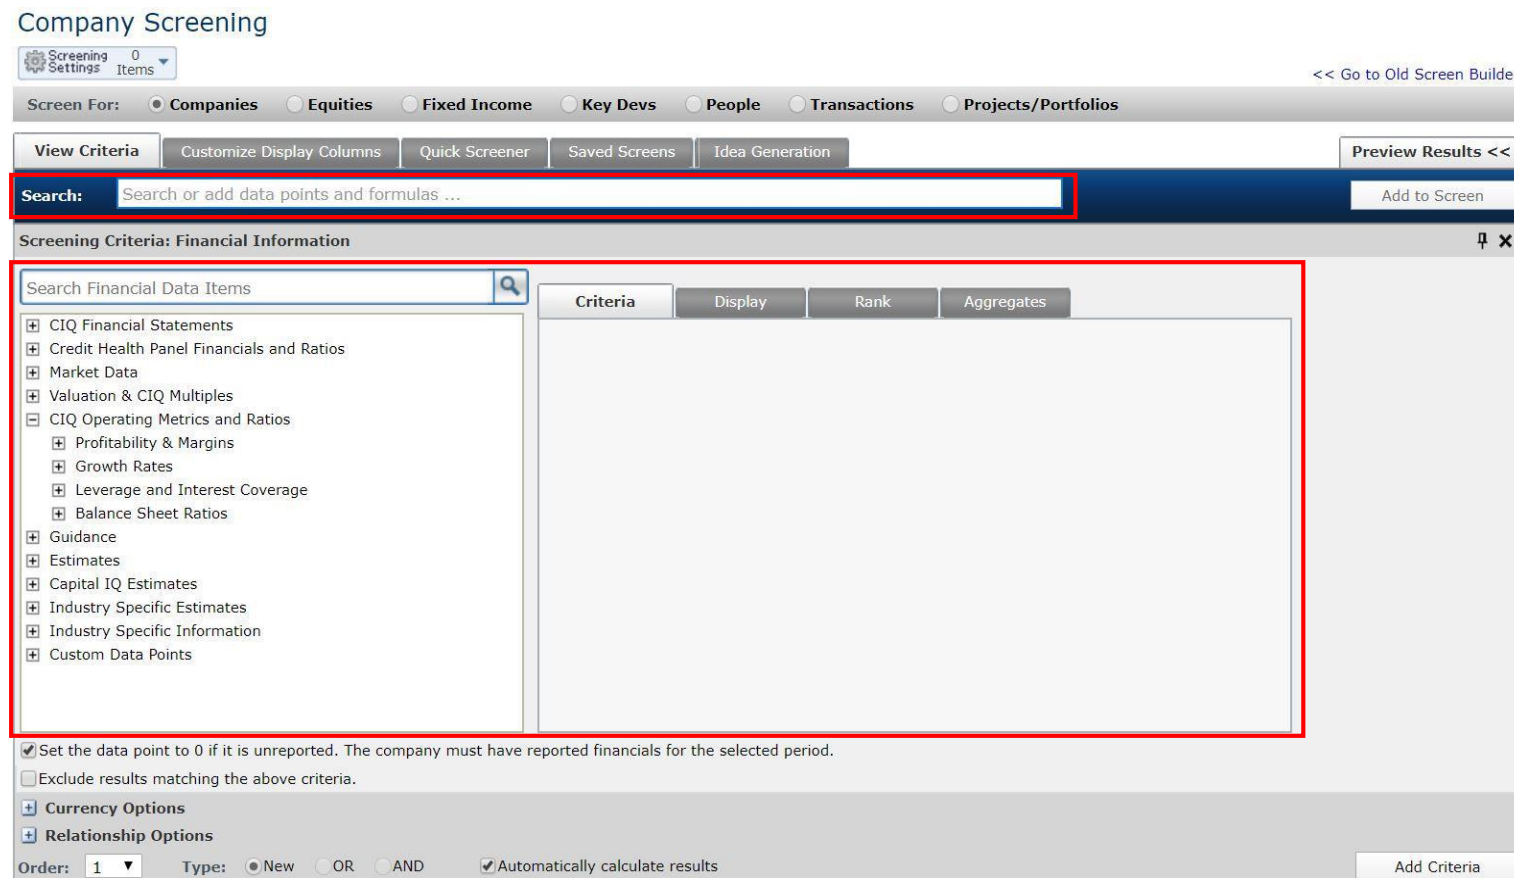 Company Screening
Screening Settings 0 Items
<< Go to Old Screen Builde
Screen For: Companies Equities Fixed Income Key Devs People Transactions Projects/Portfolios
View Criteria Customize Display Columns Quick Screener Saved Screens Idea Generation Preview Results <<
Search: Search or add data points and formulas ... Add to Screen
Screening Criteria: Financial Information
Search Financial Data Items
Criteria Display Rank Aggregates
CIQ Financial Statements
Credit Health Panel Financials and Ratios
Market Data
Valuation & CIQ Multiples
CIQ Operating Metrics and Ratios
Profitability & Margins
Growth Rates
Leverage and Interest Coverage
Balance Sheet Ratios
Guidance
Estimates
Capital IQ Estimates
Industry Specific Estimates
Industry Specific Information
Custom Data Points
Set the data point to 0 if it is unreported. The company must have reported financials for the selected period.
Exclude results matching the above criteria.
Currency Options
Relationship Options
Order: 1 Type: New OR AND Automatically calculate results Add Criteria